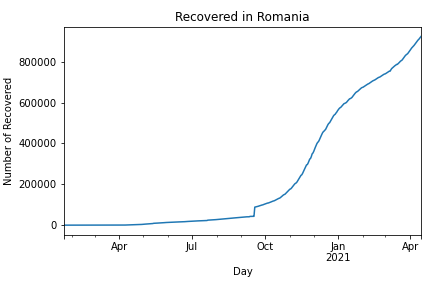 Recovered in Romania
Number of Recovered
800000
600000
400000
200000
0
Apr
Jul
Oct
Jan
2021
Apr
Day